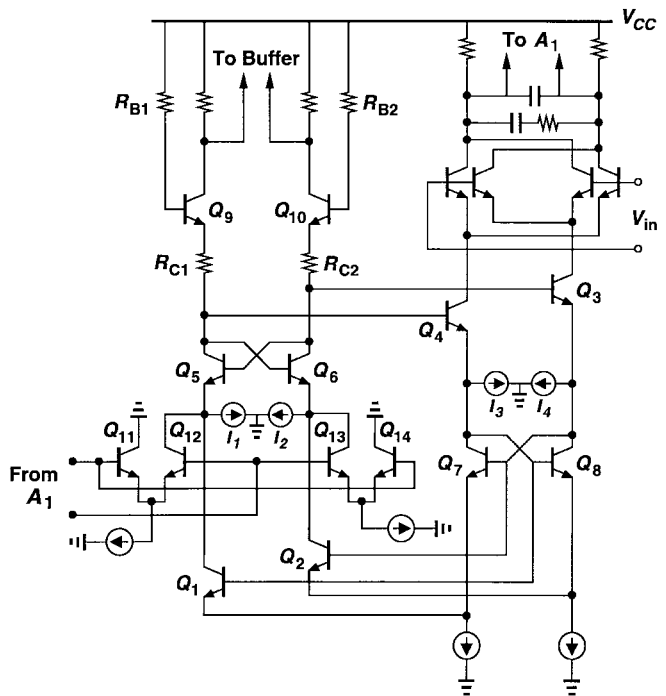 V_CC
To A_1
To Buffer
R_B1
R_B2
Q_9
Q_10
V_in
R_C1
R_C2
Q_3
Q_4
Q_5
Q_6
I_3
I_4
Q_11
Q_12
I_1
I_2
Q_13
Q_14
Q_7
Q_8
From
A_1
Q_2
Q_1